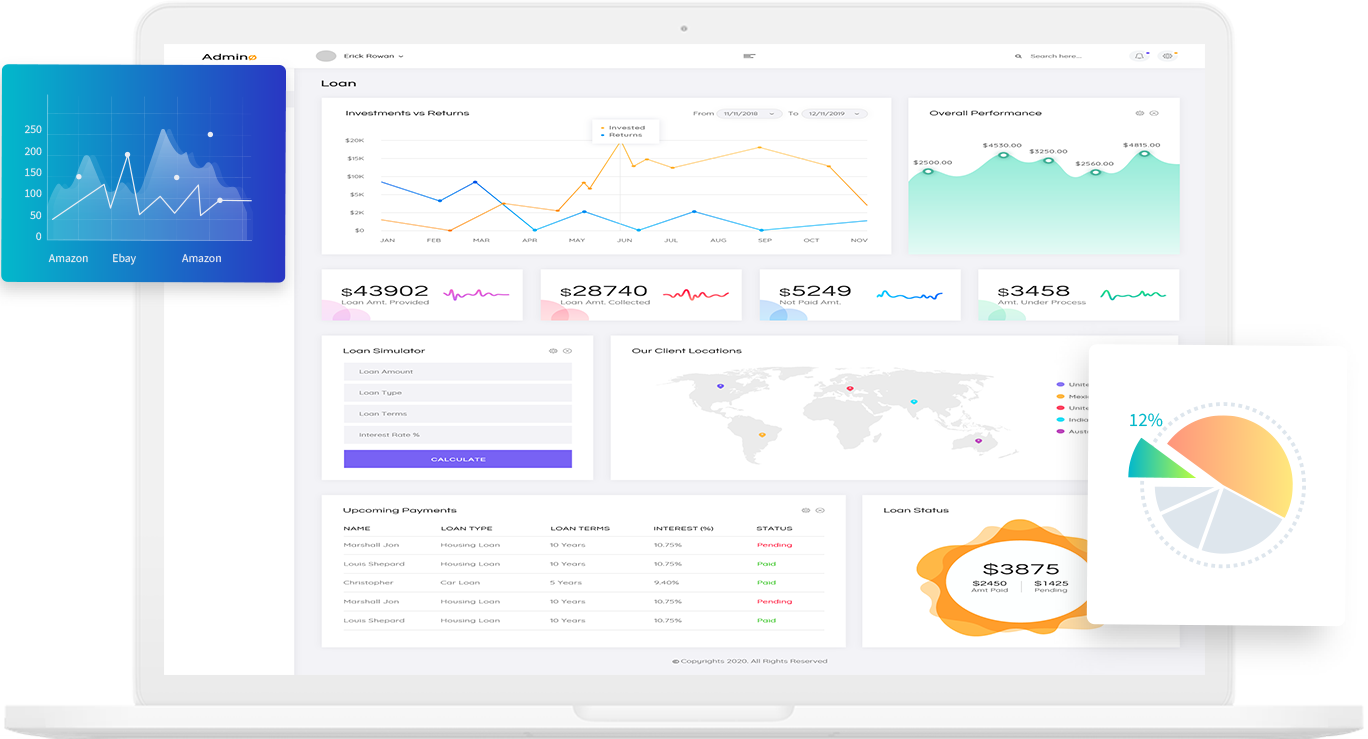 Admino
Erick Rowan
Search here...
Loan
250
200
150
100
50
0
Amazon Ebay Amazon
Investments vs Returns
From 11/11/2018 To 12/11/2019
Invested
Returns
$20K
$15K
$10K
$5K
$2K
$0
JAN FEB MAR APR MAY JUN JUL AUG SEP OCT NOV
Overall Performance
$2500.00 $4530.00 $3250.00 $2560.00 $4815.00
$43902
Loan Amt. Provided
$28740
Loan Amt. Collected
$5249
Not Paid Amt.
$3458
Amt. Under Process
Loan Simulator
Loan Amount
Loan Type
Loan Terms
Interest Rate %
CALCULATE
Our Client Locations
12%
Upcoming Payments
NAME LOAN TYPE LOAN TERMS INTEREST (%) STATUS
Marshall Jon Housing Loan 10 Years 10.75% Pending
Louis Shepard Housing Loan 10 Years 10.75% Paid
Christopher Car Loan 5 Years 9.40% Paid
Marshall Jon Housing Loan 10 Years 10.75% Pending
Louis Shepard Housing Loan 10 Years 10.75% Paid
Loan Status
$3875
$2450 $1425
Amt Paid Pending
© Copyrights 2020. All Rights Reserved